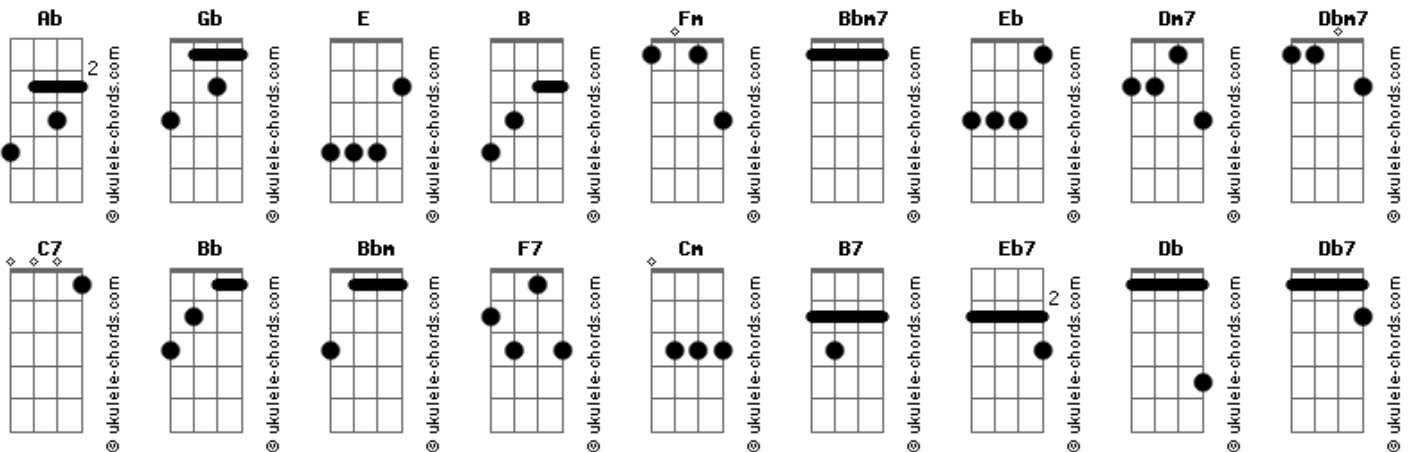 Ab Gb E B Fm Bbm7 Eb Dm7 Dbm7
2
© ukulele-chords.com © ukulele-chords.com © ukulele-chords.com © ukulele-chords.com © ukulele-chords.com © ukulele-chords.com © ukulele-chords.com © ukulele-chords.com © ukulele-chords.com
C7 Bb Bbm F7 Cm B7 Eb7 Db Db7
2
© ukulele-chords.com © ukulele-chords.com © ukulele-chords.com © ukulele-chords.com © ukulele-chords.com © ukulele-chords.com © ukulele-chords.com © ukulele-chords.com © ukulele-chords.com